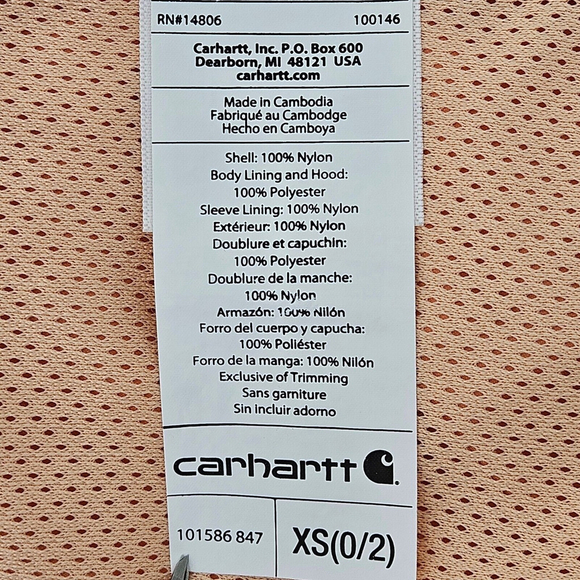 RN#14806 100146
Carhartt, Inc. P.O. Box 600
Dearborn, MI 48121 USA
carhartt.com
Made in Cambodia
Fabriqué au Cambodge
Hecho en Camboya
Shell: 100% Nylon
Body Lining and Hood:
100% Polyester
Sleeve Lining: 100% Nylon
Extérieur: 100% Nylon
Doublure et capuchin:
100% Polyester
Doublure de la manche:
100% Nylon
Armazón: 100% Nilón
Forro del cuerpo y capucha:
100% Poliéster
Forro de la manga: 100% Nilón
Exclusive of Trimming
Sans garniture
Sin incluir adorno
carhartt
101586 847 XS(0/2)